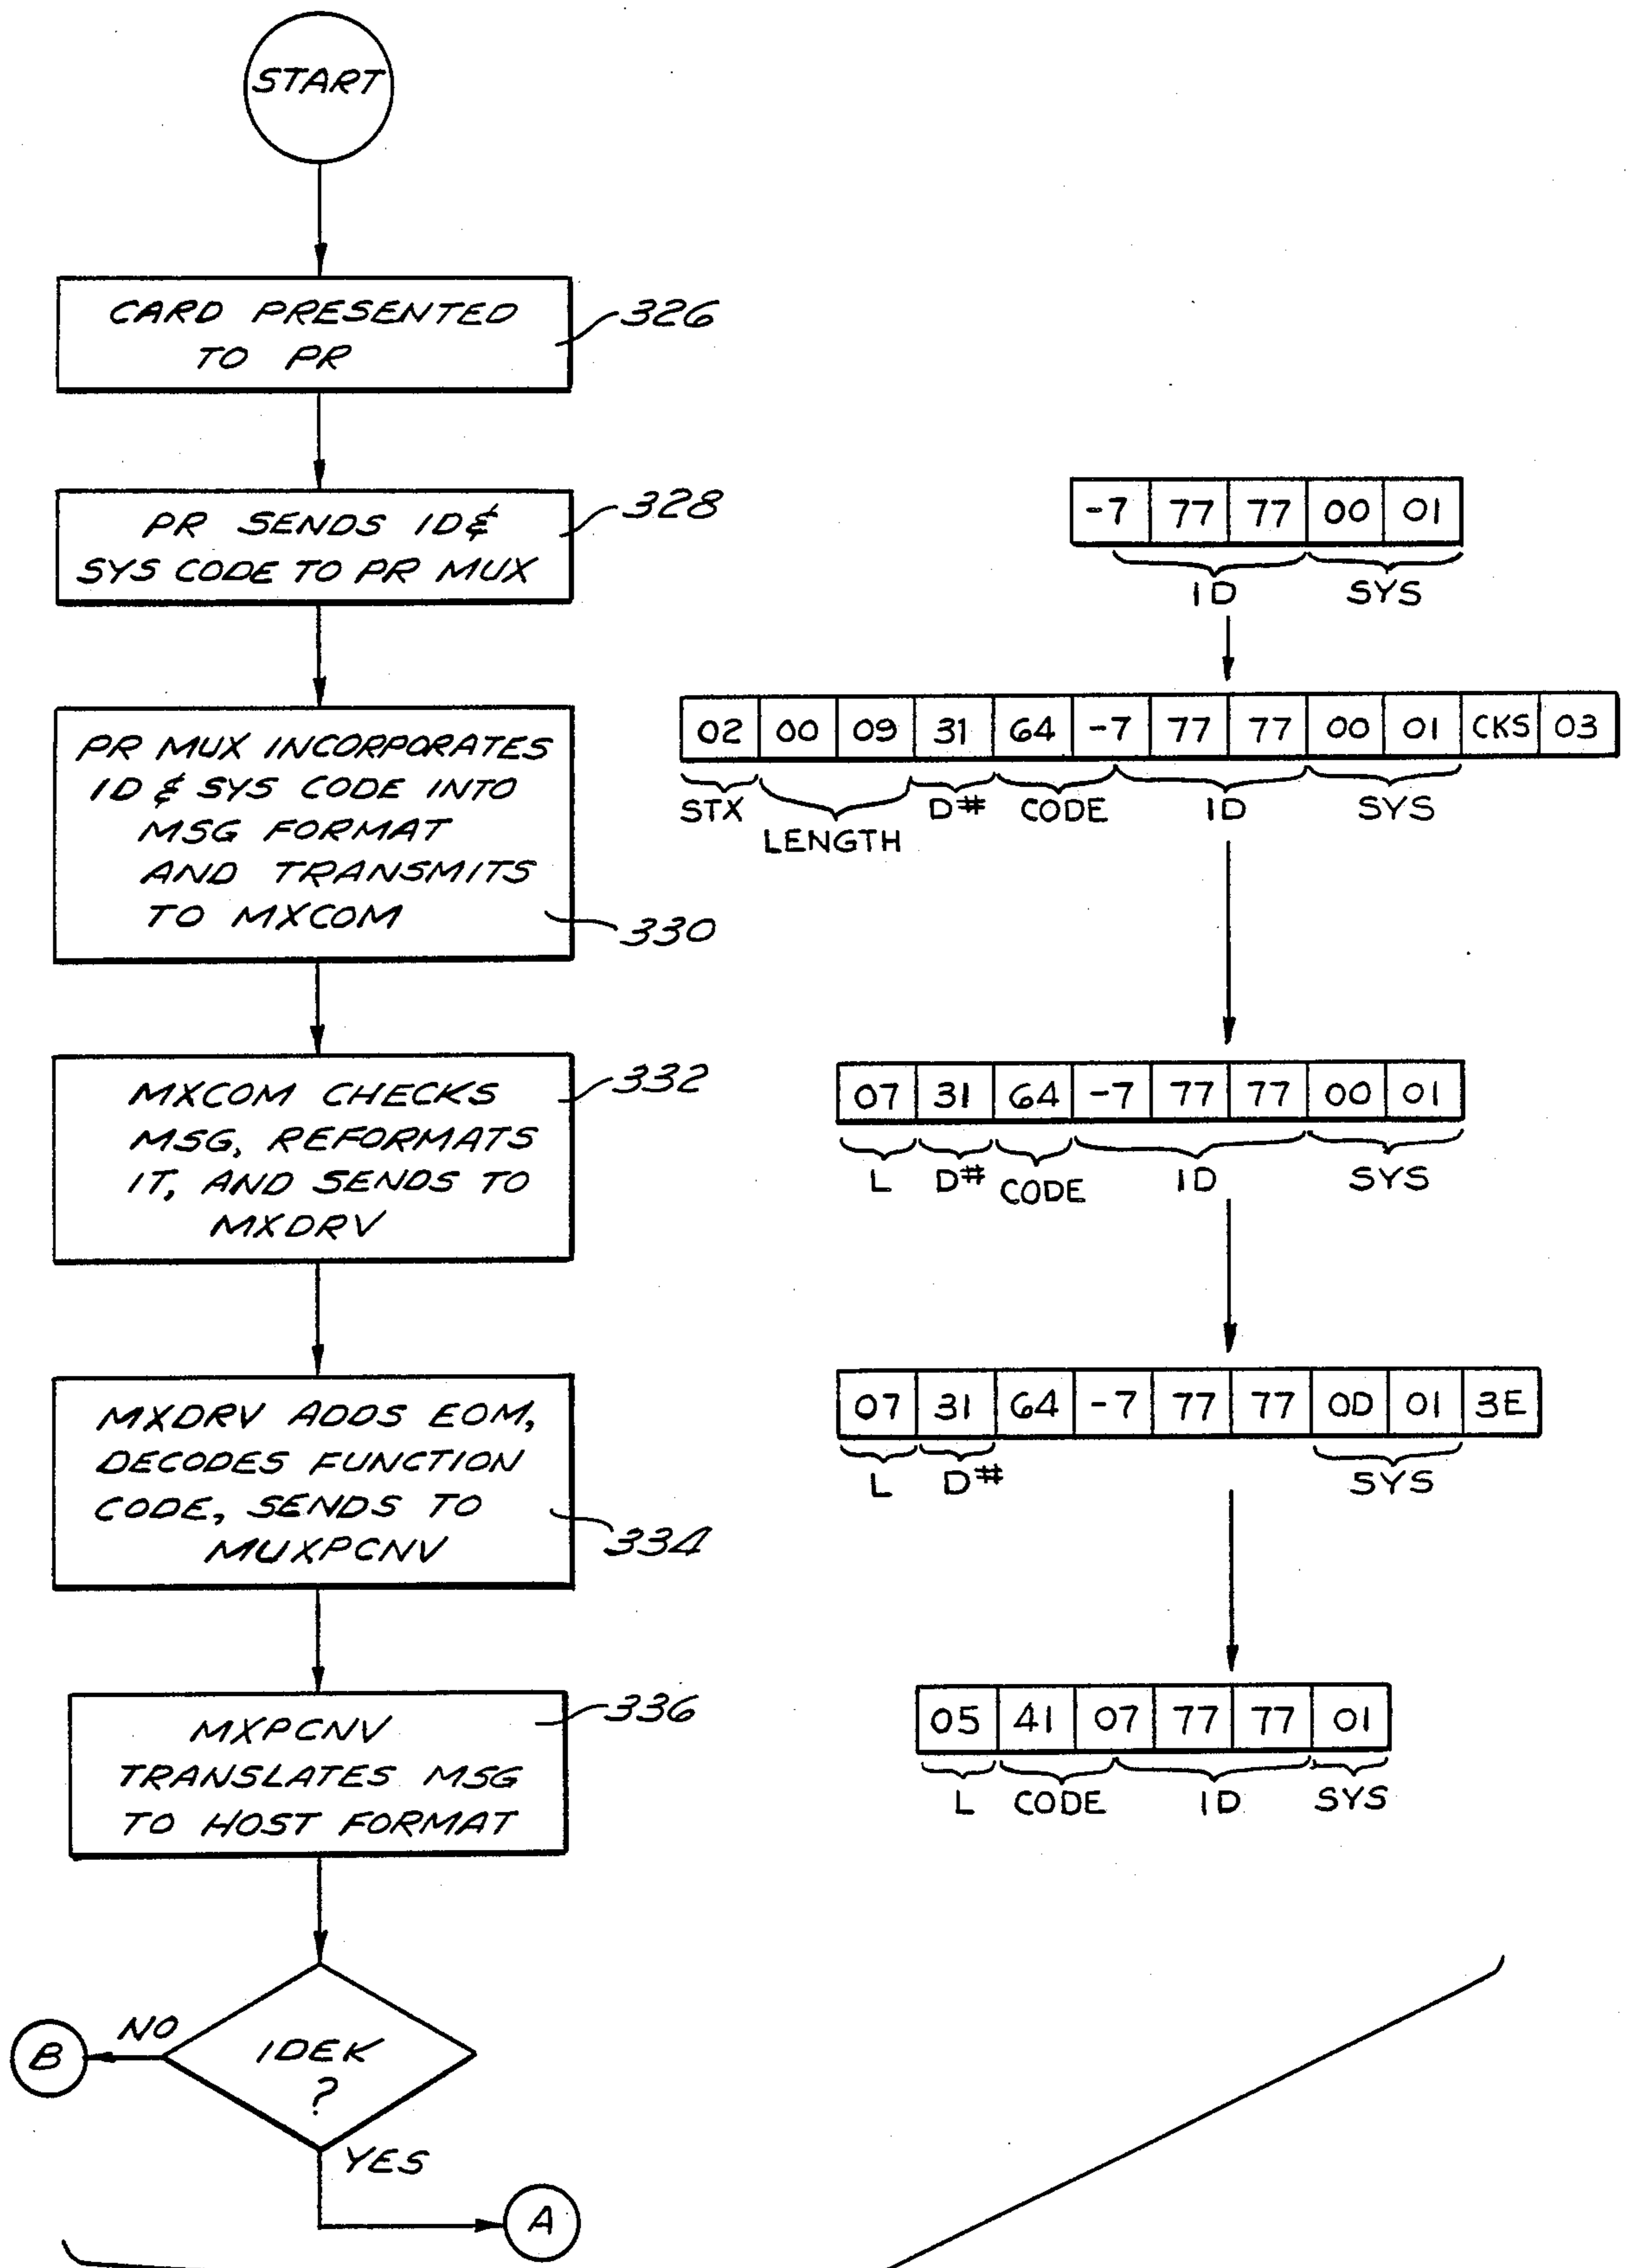 START
CARD PRESENTED
TO PR
326
PR SENDS ID &
SYS CODE TO PR MUX
328
-7 77 77 00 01
ID SYS
PR MUX INCORPORATES
ID & SYS CODE INTO
MSG FORMAT
AND TRANSMITS
TO MXCOM
330
02 00 09 31 64 -7 77 77 00 01 CKS 03
STX LENGTH D# CODE ID SYS
MXCOM CHECKS
MSG, REFORMATS
IT, AND SENDS TO
MXDRV
332
07 31 64 -7 77 77 00 01
L D# CODE ID SYS
MXDRV ADDS EOM,
DECODES FUNCTION
CODE, SENDS TO
MUXPCNV
334
07 31 64 -7 77 77 0D 01 3E
L D# SYS
MXPCNV
TRANSLATES MSG
TO HOST FORMAT
336
05 41 07 77 77 01
L CODE ID SYS
IDEK
?
NO
B
YES
A